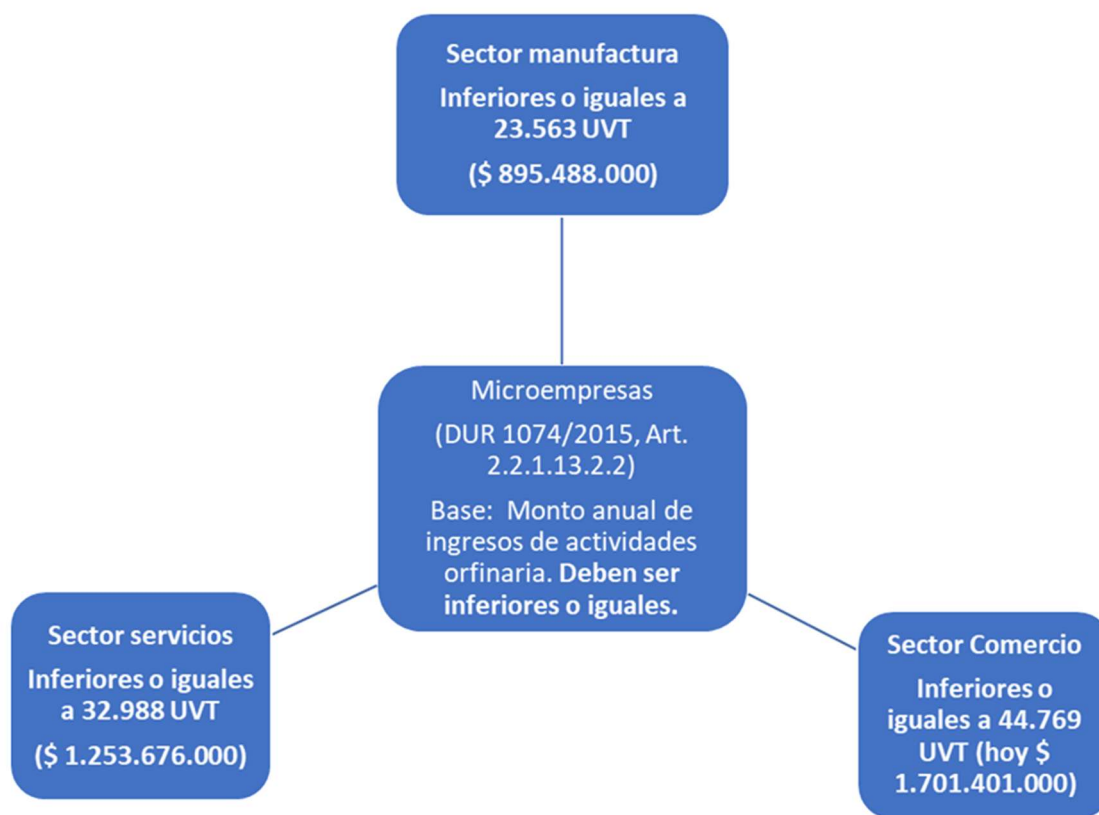 Sector manufactura
Inferiores o iguales a
23.563 UVT
($ 895.488.000)
Microempresas
(DUR 1074/2015, Art.
2.2.1.13.2.2)
Base:  Monto anual de
ingresos de actividades
orfinaria. Deben ser
inferiores o iguales.
Sector servicios
Inferiores o iguales
a 32.988 UVT
($ 1.253.676.000)
Sector Comercio
Inferiores o
iguales a 44.769
UVT (hoy $
1.701.401.000)